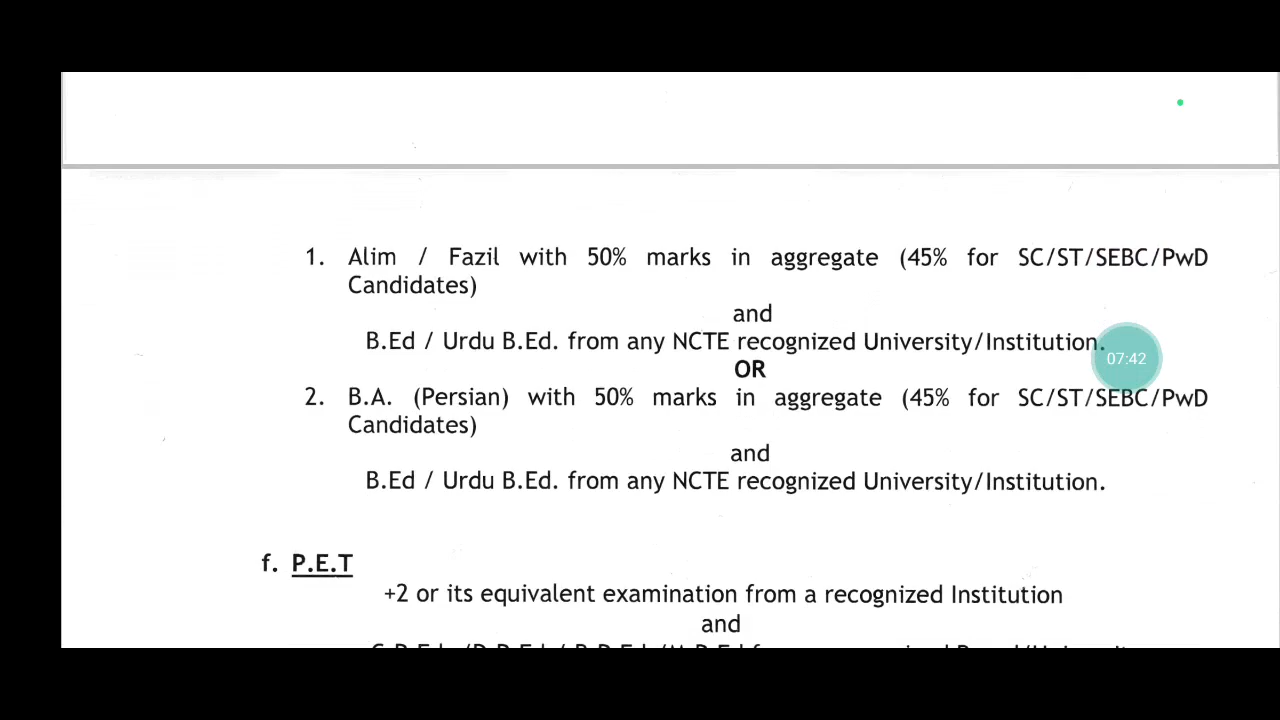 1. Alim / Fazil with 50% marks in aggregate (45% for SC/ST/SEBC/PwD
Candidates)
and
B.Ed / Urdu B.Ed. from any NCTE recognized University/Institution.
07:42
OR
2. B.A. (Persian) with 50% marks in aggregate (45% for SC/ST/SEBC/PwD
Candidates)
and
B.Ed / Urdu B.Ed. from any NCTE recognized University/Institution.
f. P.E.T
+2 or its equivalent examination from a recognized Institution
and